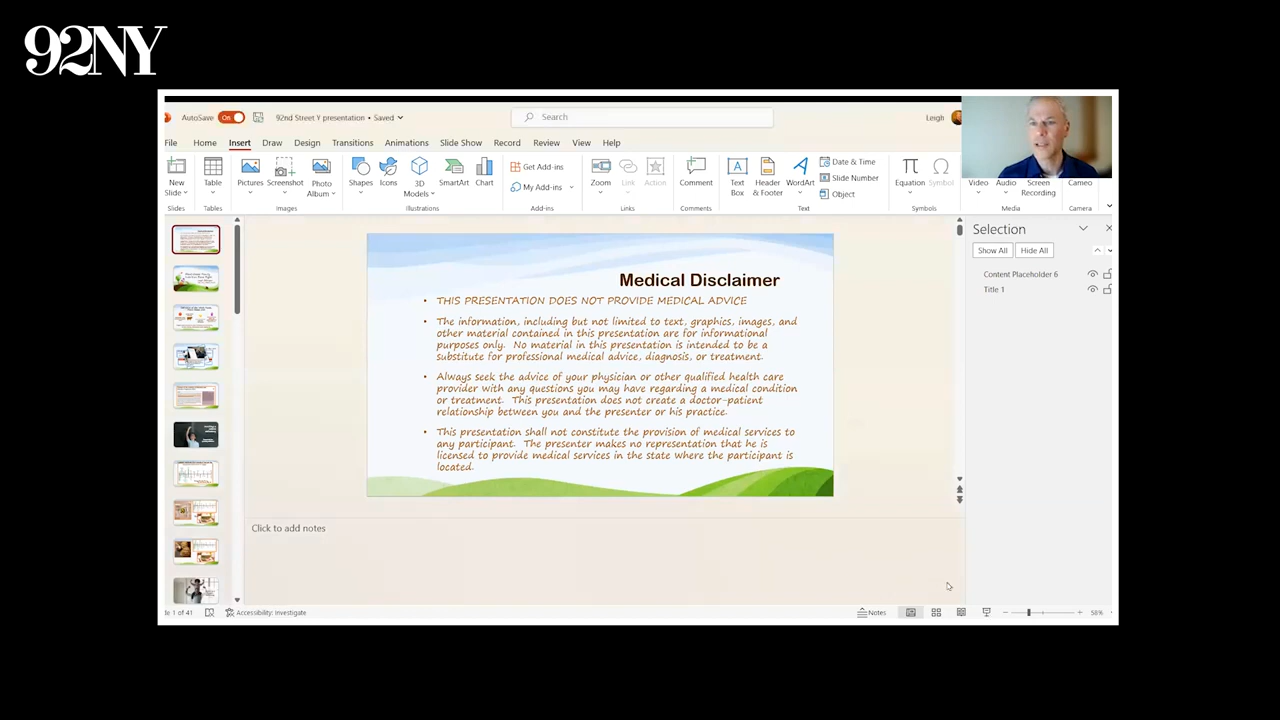 92NY
AutoSave On 92nd Street Y presentation • Saved Search Leigh
File Home Insert Draw Design Transitions Animations Slide Show Record Review View Help
New Slide Table Pictures Screenshot Photo Album Shapes Icons 3D Models SmartArt Chart Get Add-ins My Add-ins Zoom Link Action Comment Text Box Header & Footer WordArt Date & Time Slide Number Object Equation Symbol Video Audio Screen Recording Cameo
Slides Tables Images Illustrations Add-ins Links Comments Text Symbols Media Camera
Medical Disclaimer
• THIS PRESENTATION DOES NOT PROVIDE MEDICAL ADVICE
• The information, including but not limited to text, graphics, images, and
other material contained in this presentation are for informational
purposes only. No material in this presentation is intended to be a
substitute for professional medical advice, diagnosis, or treatment.
• Always seek the advice of your physician or other qualified health care
provider with any questions you may have regarding a medical condition
or treatment. This presentation does not create a doctor-patient
relationship between you and the presenter or his practice.
• This presentation shall not constitute the provision of medical services to
any participant. The presenter makes no representation that he is
licensed to provide medical services in the state where the participant is
located.
Selection
Show All Hide All
Content Placeholder 6
Title 1
Click to add notes
de 1 of 41 Accessibility: Investigate Notes 58%